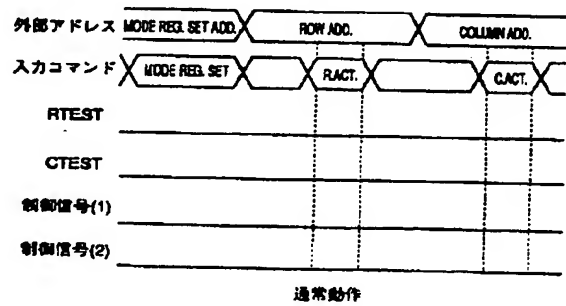 外部アドレス MODE REG. SET ADD. ROW ADD. COLUMN ADD.
入力コマンド MODE REG. SET R.ACT. C.ACT.
RTEST
CTEST
制御信号(1)
制御信号(2)
通常動作